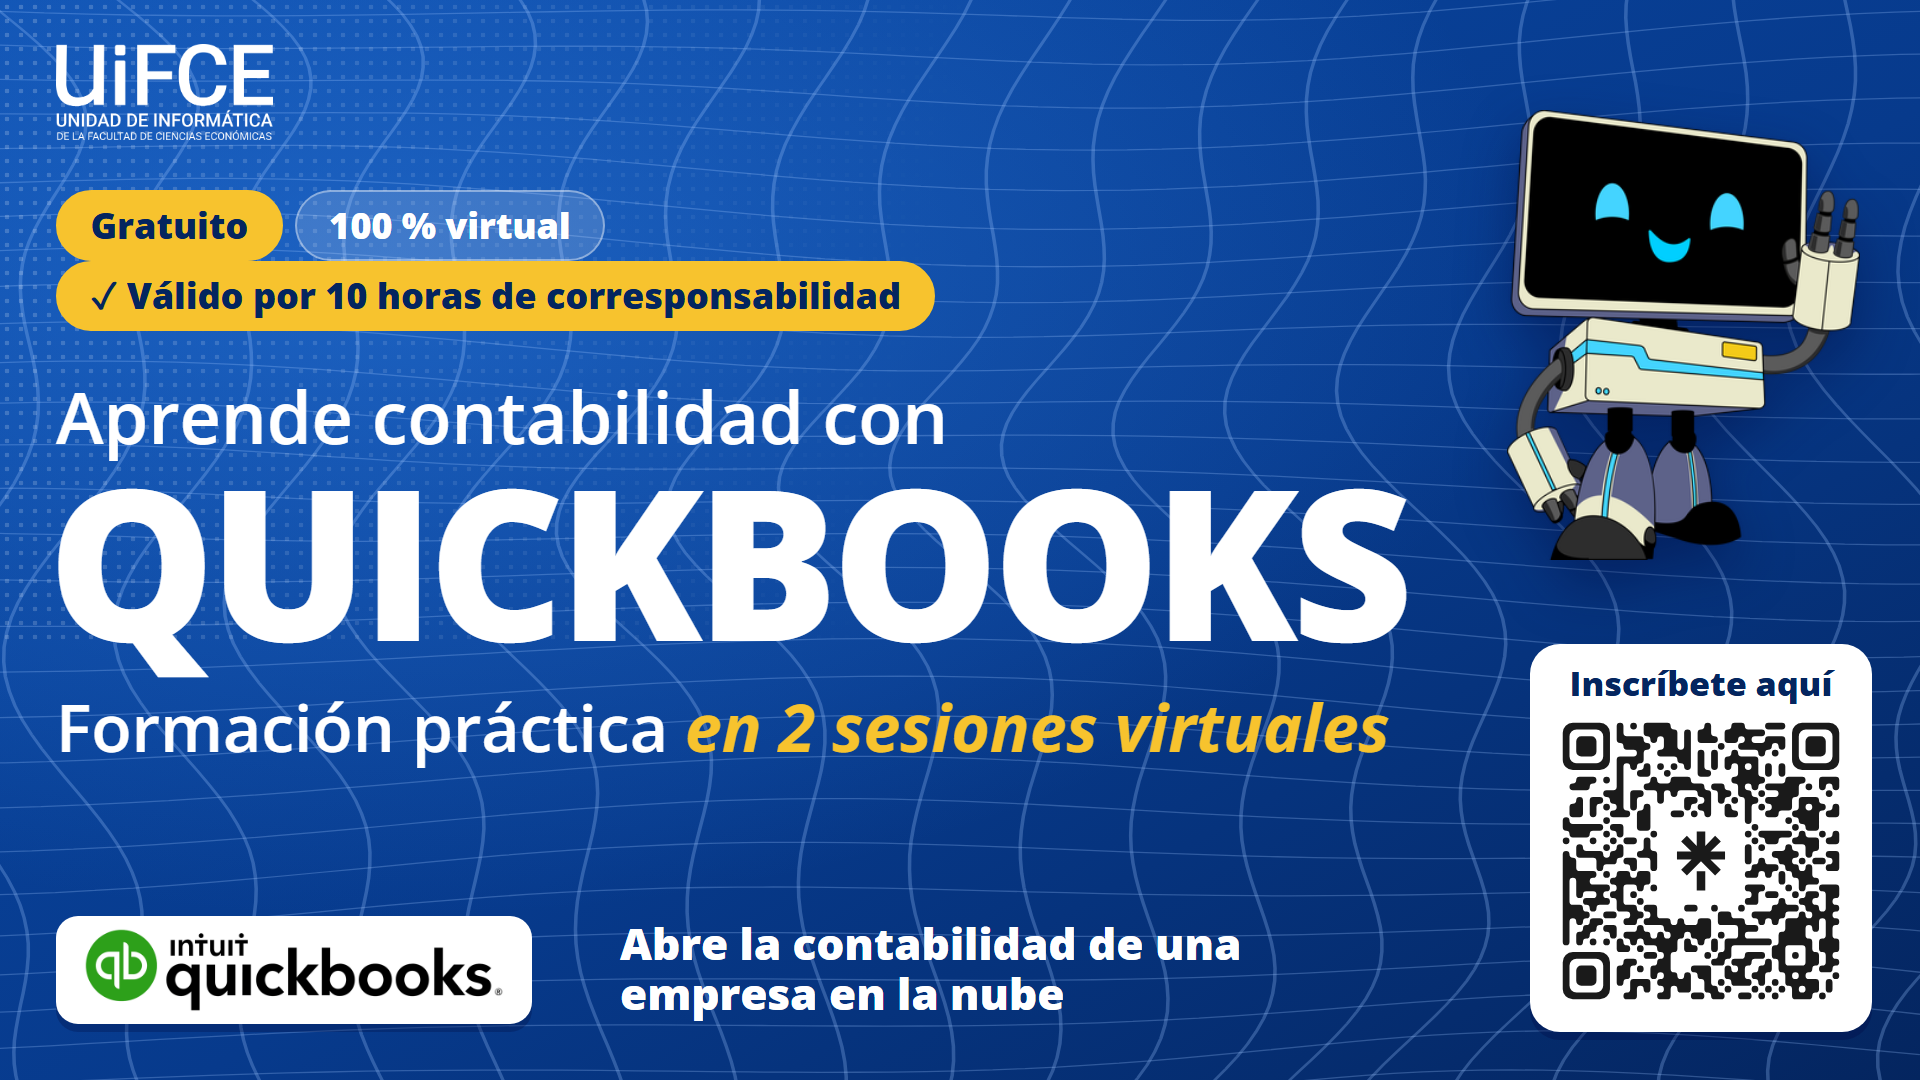 UiFCE
UNIDAD DE INFORMÁTICA
DE LA FACULTAD DE CIENCIAS ECONÓMICAS
Gratuito
100 % virtual
✓ Válido por 10 horas de corresponsabilidad
Aprende contabilidad con
QUICKBOOKS
Formación práctica en 2 sesiones virtuales
Inscríbete aquí
qb
intuit
quickbooks®
Abre la contabilidad de una
empresa en la nube